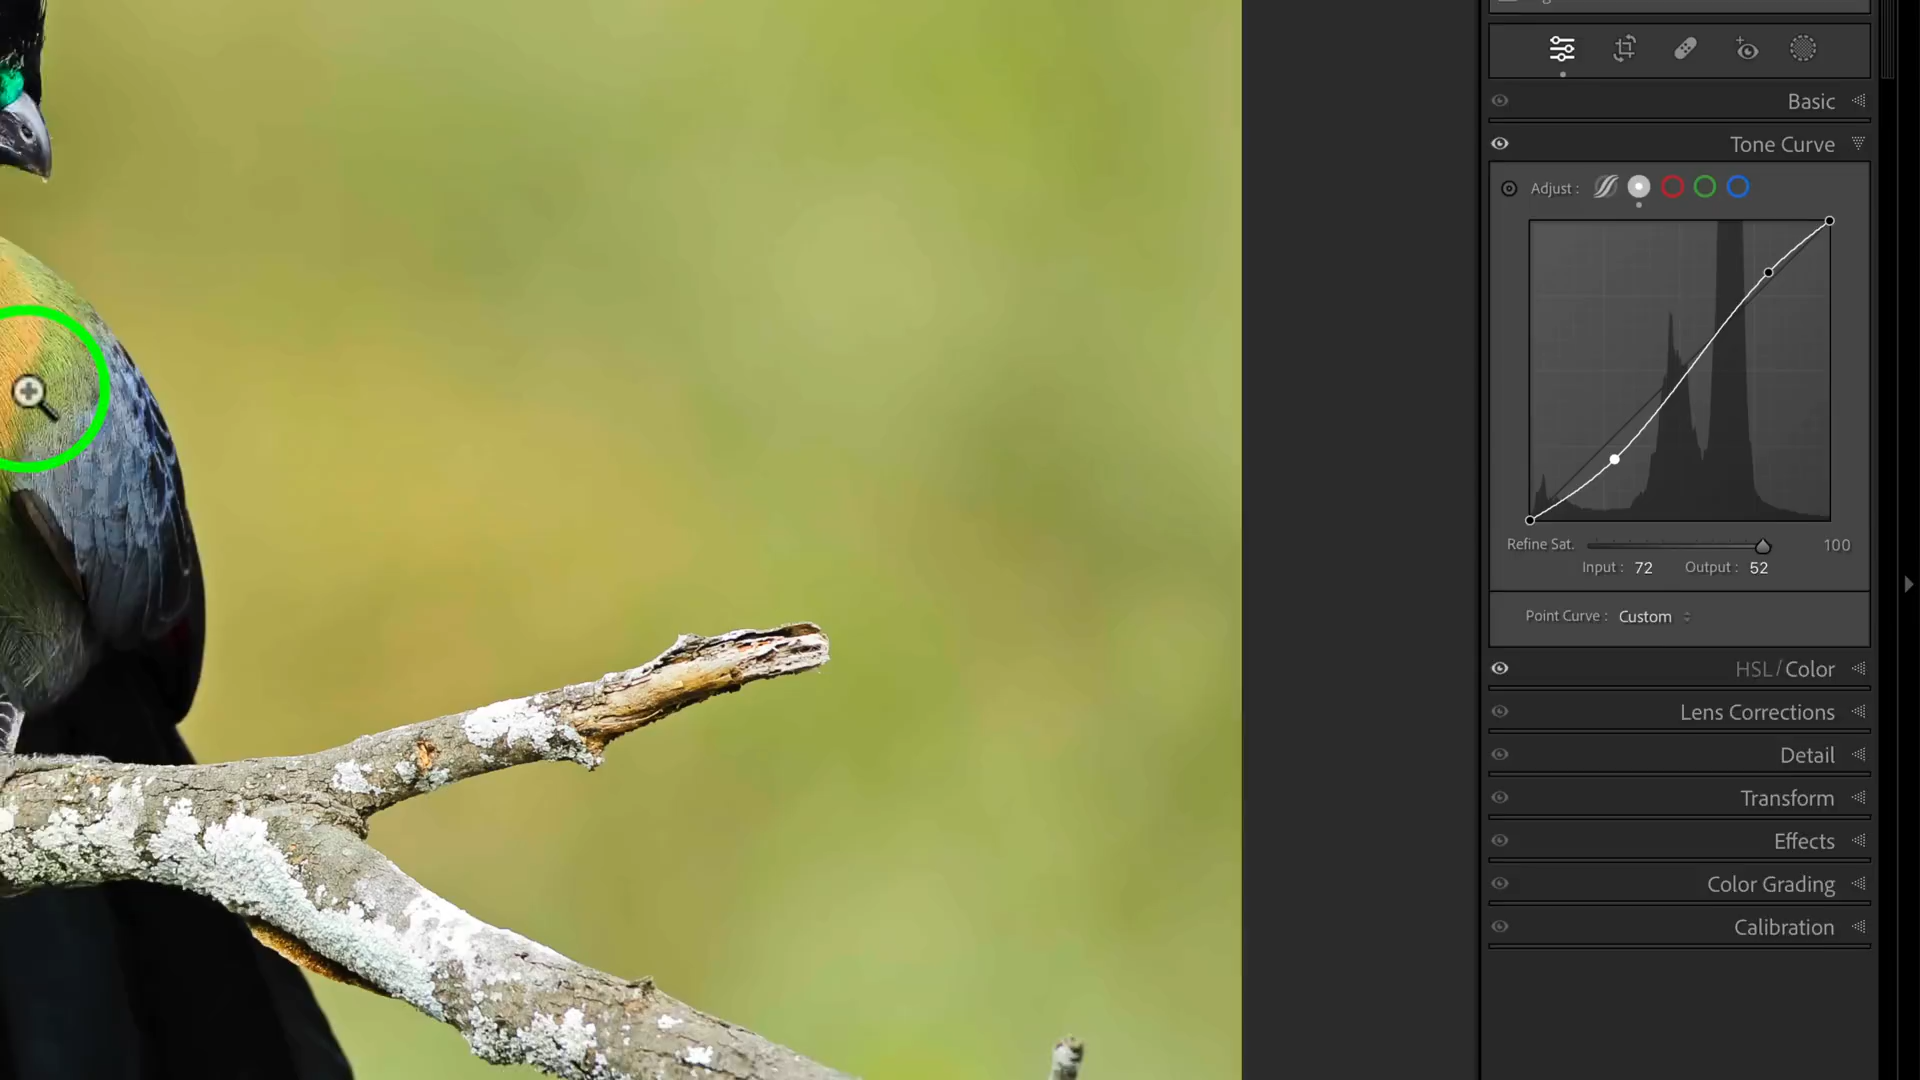 Basic
Tone Curve
Adjust :
Refine Sat. 100
Input : 72 Output : 52
Point Curve : Custom
HSL / Color
Lens Corrections
Detail
Transform
Effects
Color Grading
Calibration